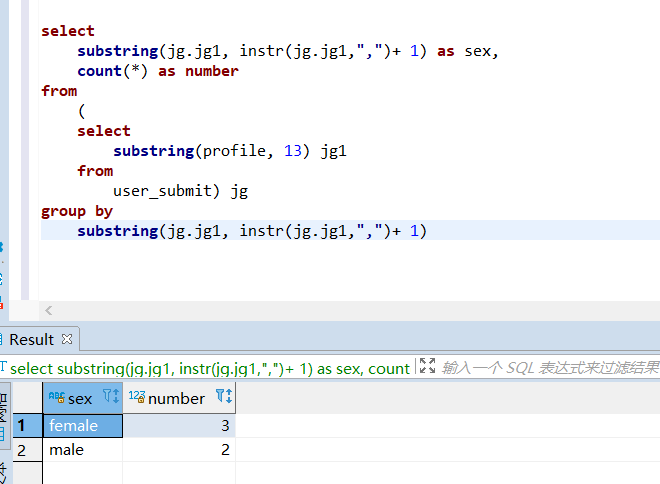 select
substring(jg.jg1, instr(jg.jg1,",")+ 1) as sex,
count(*) as number
from
(
select
substring(profile, 13) jg1
from
user_submit) jg
group by
substring(jg.jg1, instr(jg.jg1,",")+ 1)
Result
select substring(jg.jg1, instr(jg.jg1,",")+ 1) as sex, count 输入一个 SQL 表达式来过滤结果
ABC sex 123 number
1 female 3
2 male 2